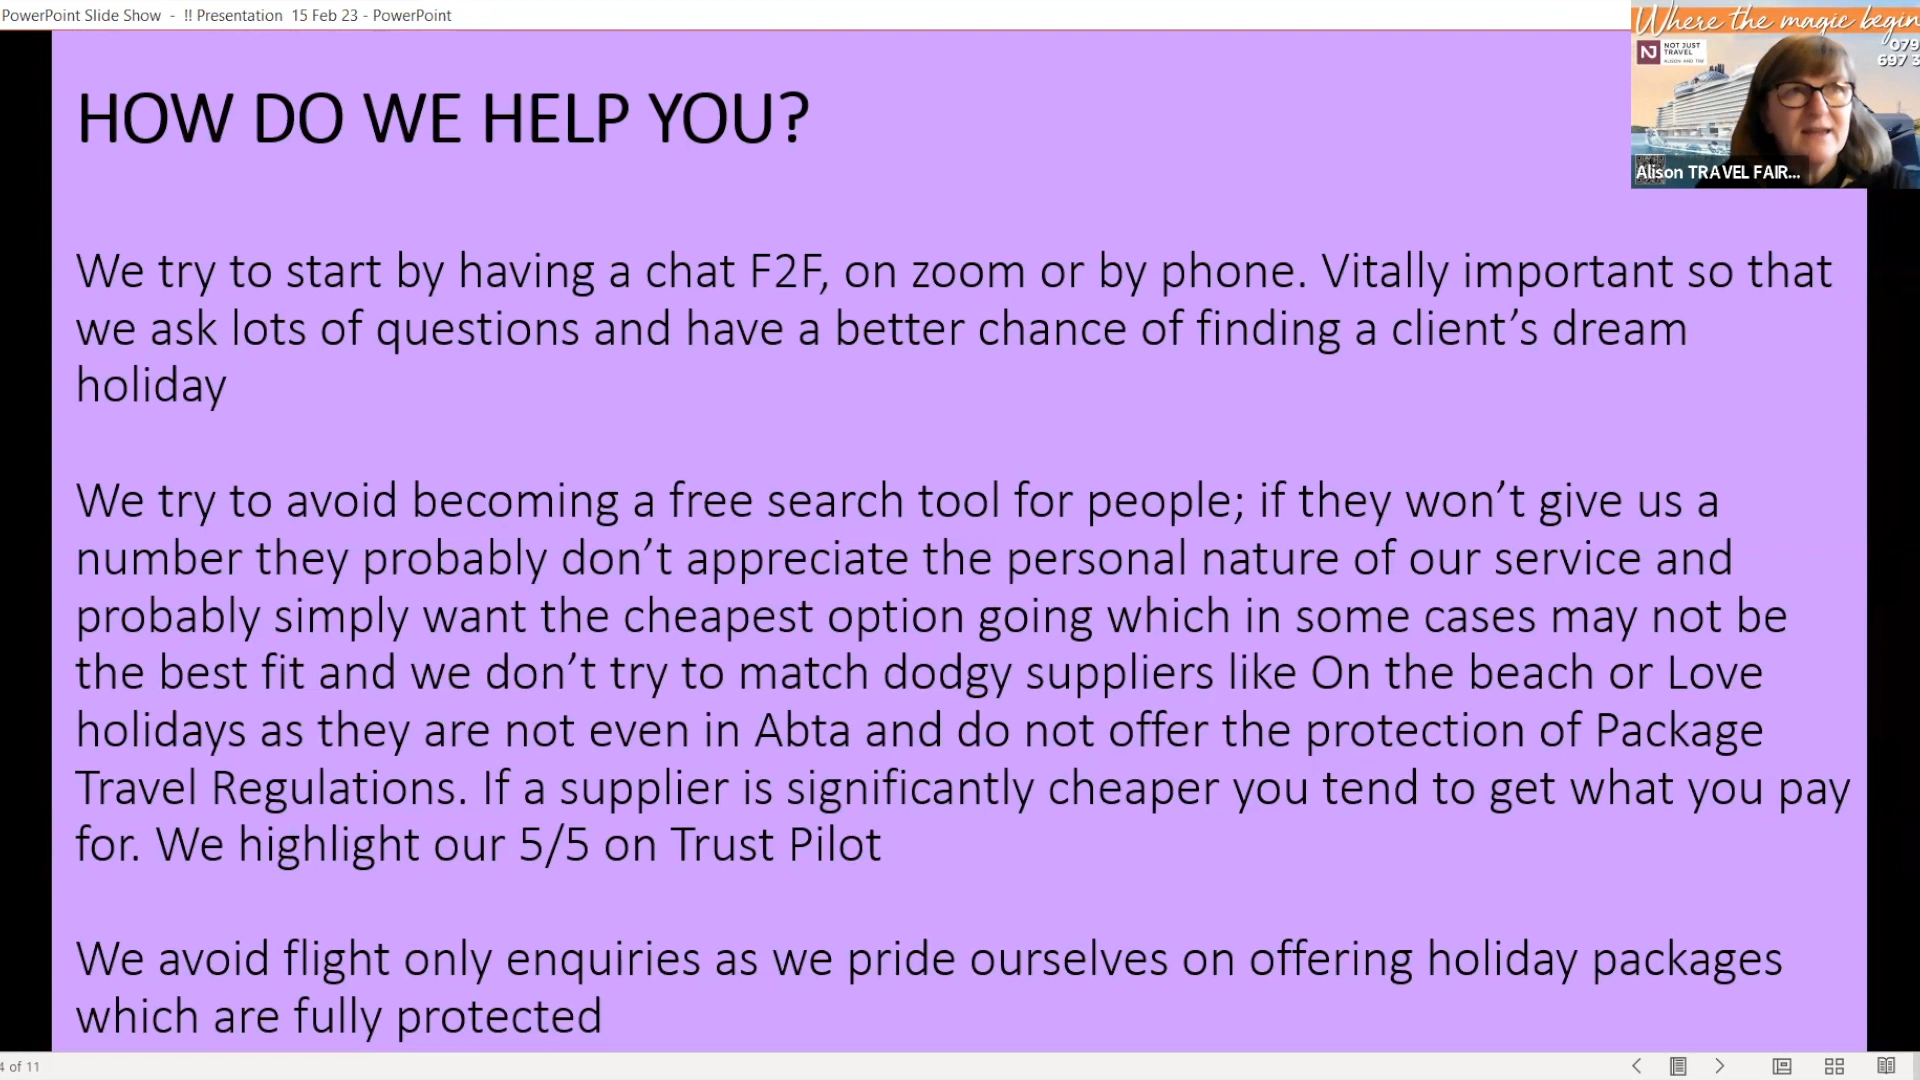 PowerPoint Slide Show - !! Presentation 15 Feb 23 - PowerPoint
Where the magic begin
NOT JUST
TRAVEL
ALISON AND TIM
079
697 3
Alison TRAVEL FAIR...
HOW DO WE HELP YOU?
We try to start by having a chat F2F, on zoom or by phone. Vitally important so that
we ask lots of questions and have a better chance of finding a client’s dream
holiday
We try to avoid becoming a free search tool for people; if they won’t give us a
number they probably don’t appreciate the personal nature of our service and
probably simply want the cheapest option going which in some cases may not be
the best fit and we don’t try to match dodgy suppliers like On the beach or Love
holidays as they are not even in Abta and do not offer the protection of Package
Travel Regulations. If a supplier is significantly cheaper you tend to get what you pay
for. We highlight our 5/5 on Trust Pilot
We avoid flight only enquiries as we pride ourselves on offering holiday packages
which are fully protected
4 of 11